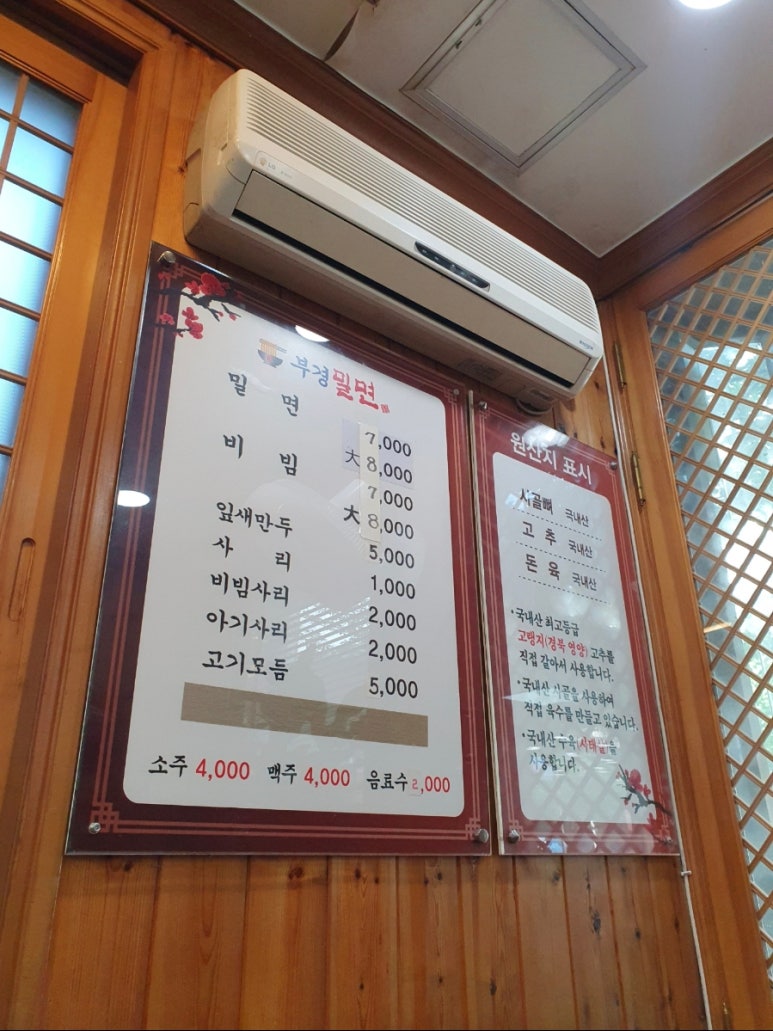 LG
부경밀면
밀 면 7,000
大 8,000
비 빔 7,000
大 8,000
잎새만두 5,000
사 리 1,000
비빔사리 2,000
아기사리 2,000
고기모듬 5,000
소주 4,000 맥주 4,000 음료수 2,000
원산지 표시
사골뼈 국내산
고 추 국내산
돈 육 국내산
·국내산 최고등급
고탱지(경북 영양) 고추를
직접 갈아서 사용합니다.
·국내산 사골을 사용하여
직접 육수를 만들고 있습니다.
·국내산
사용합니다.